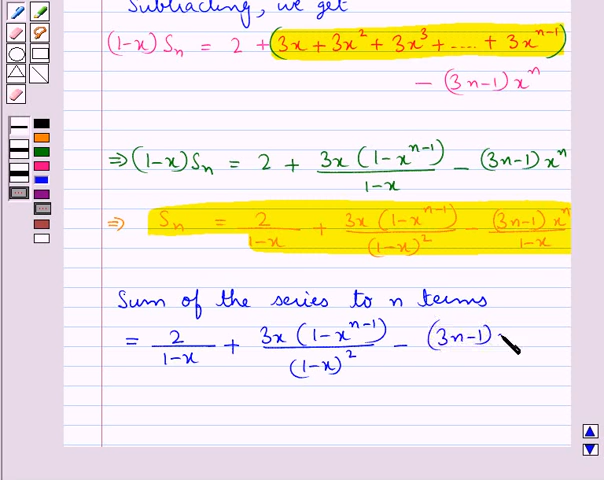 Subtracting, we get
(1-x) Sₙ = 2 + (3x + 3x² + 3x³ + ..... + 3xⁿ⁻¹)
- (3n-1) xⁿ
⇒ (1-x) Sₙ = 2 + 3x (1-xⁿ⁻¹) / 1-x - (3n-1) xⁿ
⇒ Sₙ = 2 / 1-x + 3x (1-xⁿ⁻¹) / (1-x)² - (3n-1) xⁿ / 1-x
Sum of the series to n terms
= 2 / 1-x + 3x (1-xⁿ⁻¹) / (1-x)² - (3n-1)